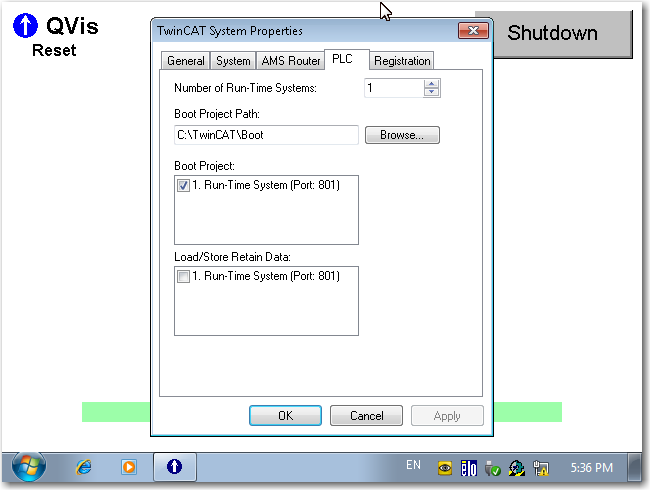 QVis
Reset
Shutdown
TwinCAT System Properties
General System AMS Router PLC Registration
Number of Run-Time Systems: 1
Boot Project Path:
C:\TwinCAT\Boot Browse...
Boot Project:
1. Run-Time System (Port: 801)
Load/Store Retain Data:
1. Run-Time System (Port: 801)
OK Cancel Apply
EN 5:36 PM